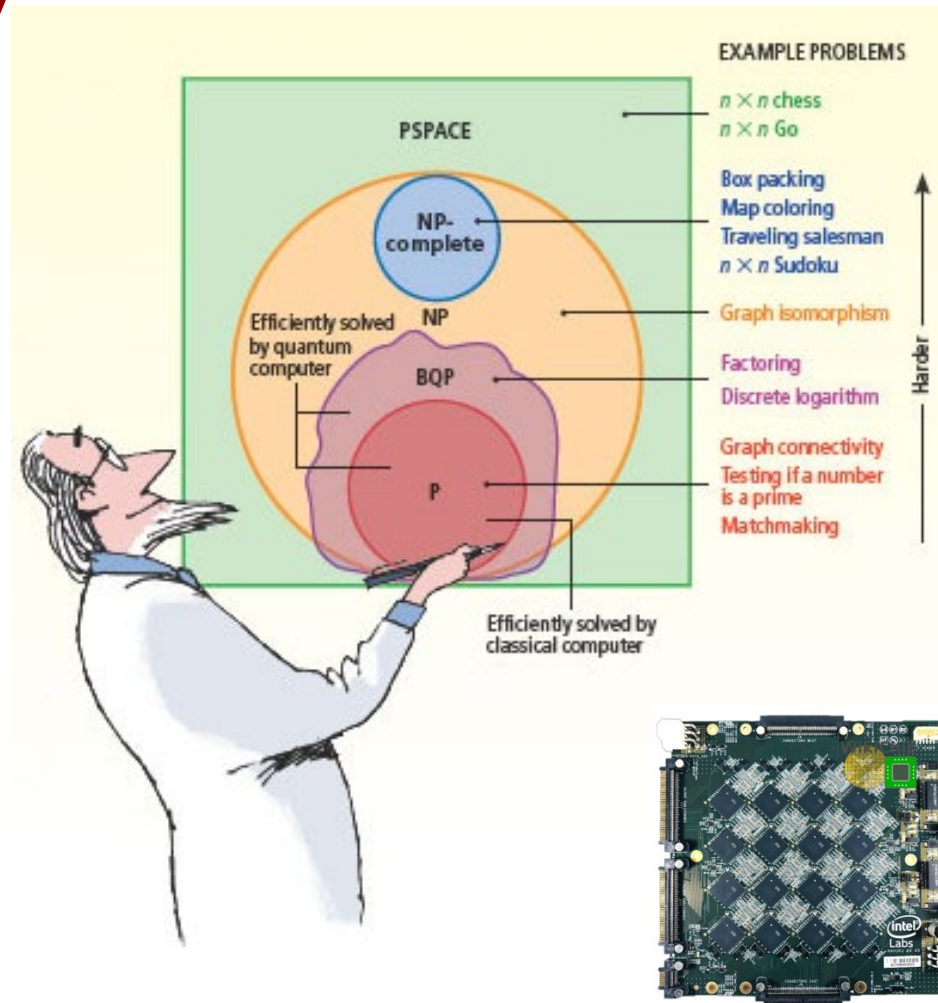 EXAMPLE PROBLEMS
n × n chess
n × n Go
PSPACE
Box packing
Map coloring
Traveling salesman
n × n Sudoku
NP-
complete
NP
Graph isomorphism
Efficiently solved
by quantum
computer
BQP
Factoring
Discrete logarithm
Harder
Graph connectivity
Testing if a number
is a prime
Matchmaking
P
Efficiently solved by
classical computer
intel
Labs